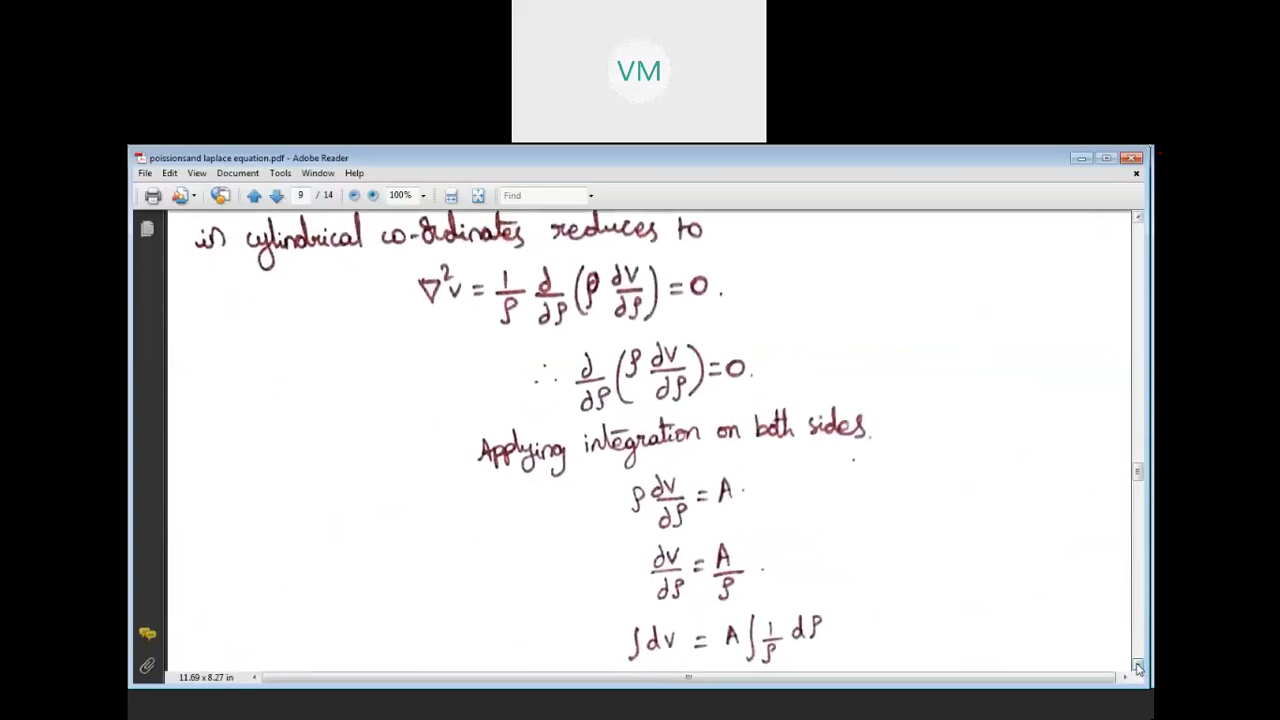 VM
poissionsand laplace equation.pdf - Adobe Reader
File Edit View Document Tools Window Help
9 / 14 100% Find
in cylindrical co-ordinates reduces to
∇²v = 1/ρ d/dρ (ρ dV/dρ) = 0.
∴ d/dρ (ρ dV/dρ) = 0.
Applying integration on both sides.
ρ dV/dρ = A.
dV/dρ = A/ρ.
∫dv = A∫1/ρ dρ
11.69 x 8.27 in